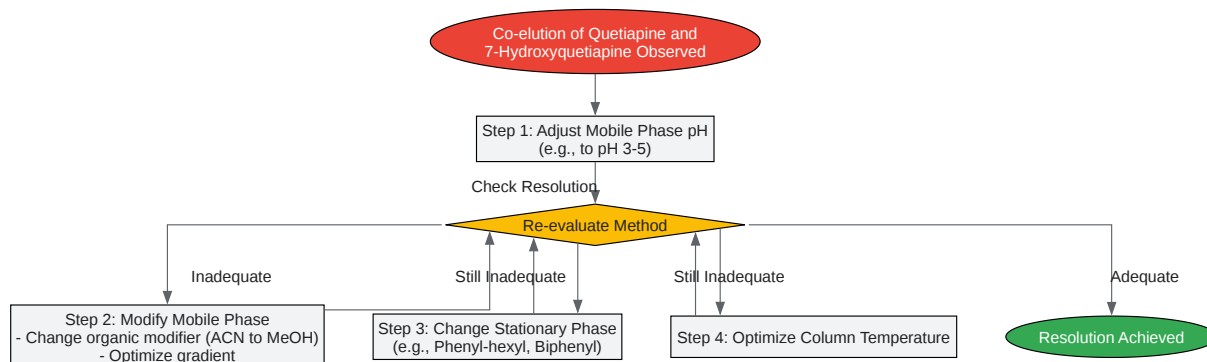 Co-elution of Quetiapine and
7-Hydroxyquetiapine Observed
Step 1: Adjust Mobile Phase pH
(e.g., to pH 3-5)
Check Resolution
Re-evaluate Method
Inadequate
Still Inadequate
Still Inadequate
Adequate
Step 2: Modify Mobile Phase
- Change organic modifier (ACN to MeOH)
- Optimize gradient
Step 3: Change Stationary Phase
(e.g., Phenyl-hexyl, Biphenyl)
Step 4: Optimize Column Temperature
Resolution Achieved